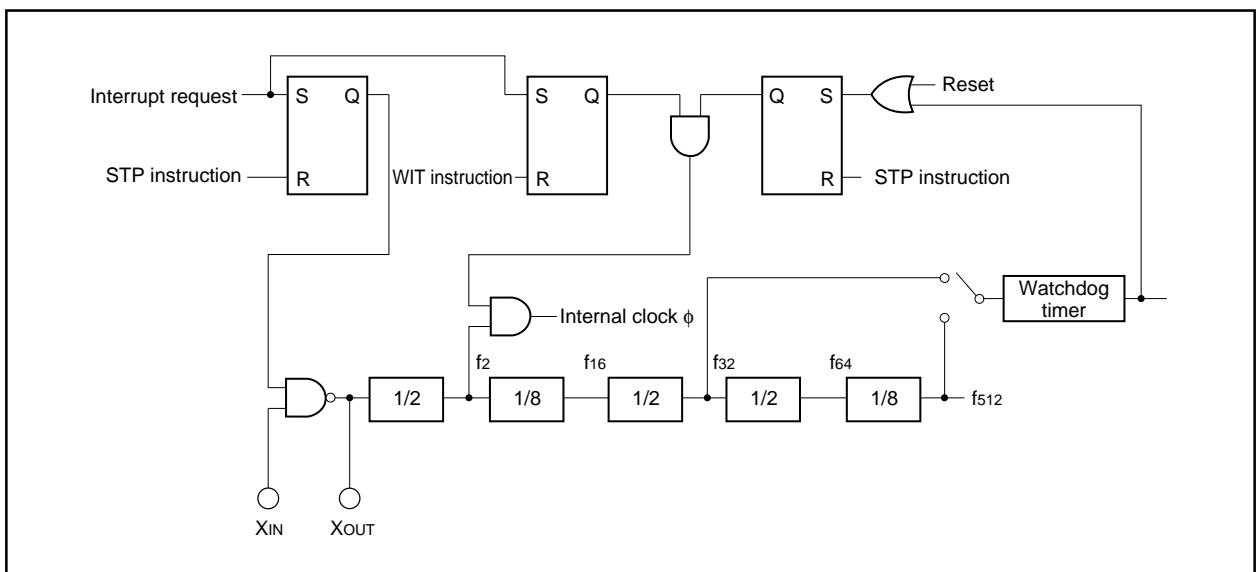 Interrupt request
S Q
S Q
Q S
Reset
STP instruction
R
WIT instruction
R
R
STP instruction
Internal clock ϕ
Watchdog
timer
f2
f16
f32
f64
1/2
1/8
1/2
1/2
1/8
f512
XIN
XOUT